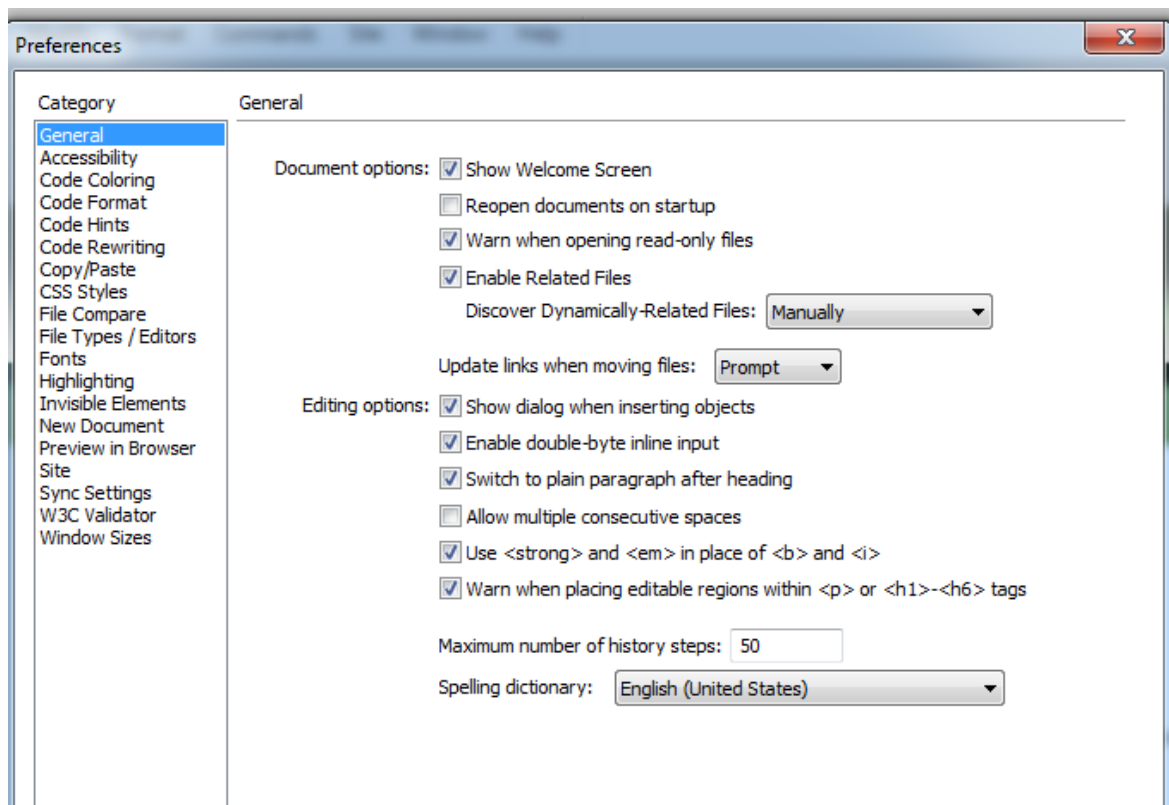 Format Commands Site Window Help
Preferences
Category
General
Accessibility
Code Coloring
Code Format
Code Hints
Code Rewriting
Copy/Paste
CSS Styles
File Compare
File Types / Editors
Fonts
Highlighting
Invisible Elements
New Document
Preview in Browser
Site
Sync Settings
W3C Validator
Window Sizes
General
Document options: Show Welcome Screen
Reopen documents on startup
Warn when opening read-only files
Enable Related Files
Discover Dynamically-Related Files: Manually
Update links when moving files: Prompt
Editing options: Show dialog when inserting objects
Enable double-byte inline input
Switch to plain paragraph after heading
Allow multiple consecutive spaces
Use <strong> and <em> in place of <b> and <i>
Warn when placing editable regions within <p> or <h1>-<h6> tags
Maximum number of history steps: 50
Spelling dictionary: English (United States)